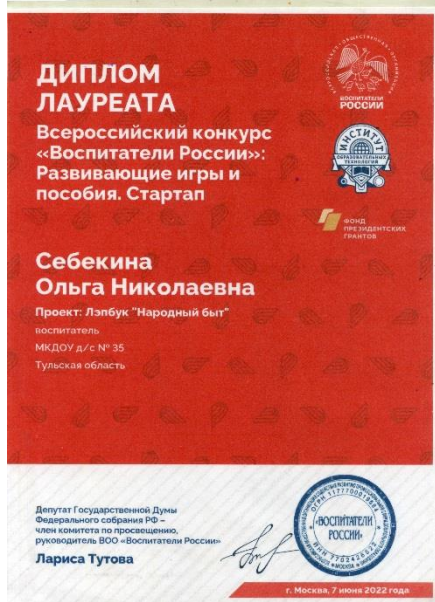 ДИПЛОМ
ЛАУРЕАТА
Всероссийский конкурс
«Воспитатели России»:
Развивающие игры и
пособия. Стартап
ВОСПИТАТЕЛИ
РОССИИ
ИНСТИТУТ
ОБРАЗОВАТЕЛЬНЫХ
ТЕХНОЛОГИЙ
ФОНД
ПРЕЗИДЕНТСКИХ
ГРАНТОВ
Себекина
Ольга Николаевна
Проект: Лэпбук "Народный быт"
воспитатель
МКДОУ д/с № 35
Тульская область
Депутат Государственной Думы
Федерального собрания РФ –
член комитета по просвещению,
руководитель ВОО «Воспитатели России»
Лариса Тутова
«ВОСПИТАТЕЛИ
РОССИИ»
г. Москва, 7 июня 2022 года